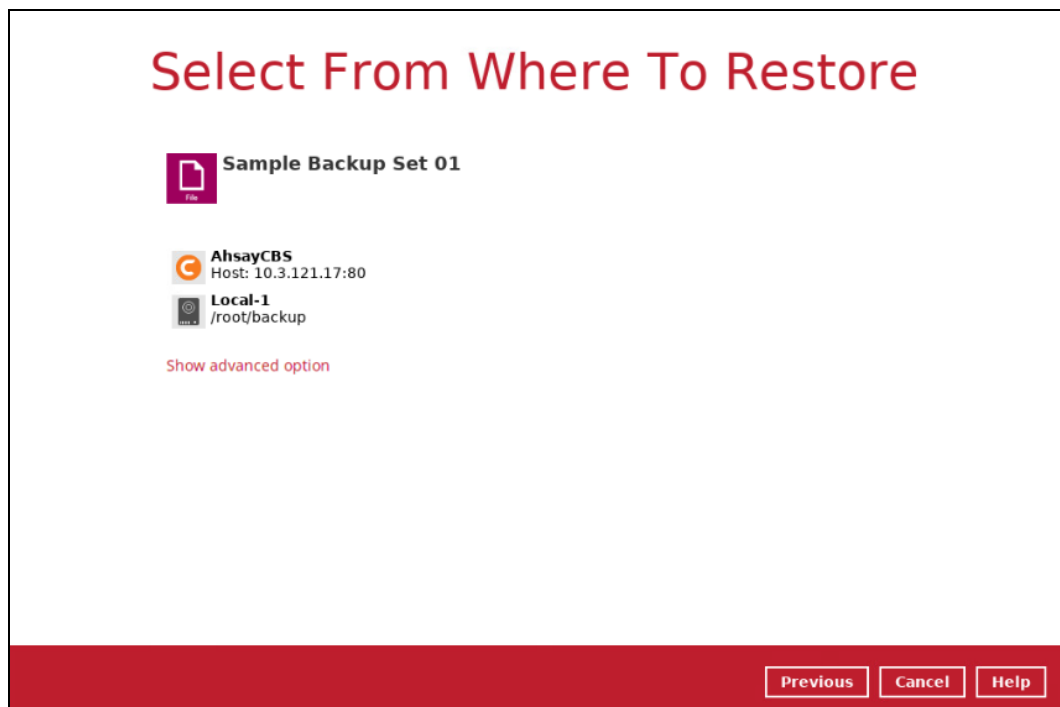 Select From Where To Restore
Sample Backup Set 01
File
AhsayCBS
Host: 10.3.121.17:80
Local-1
/root/backup
Show advanced option
Previous
Cancel
Help